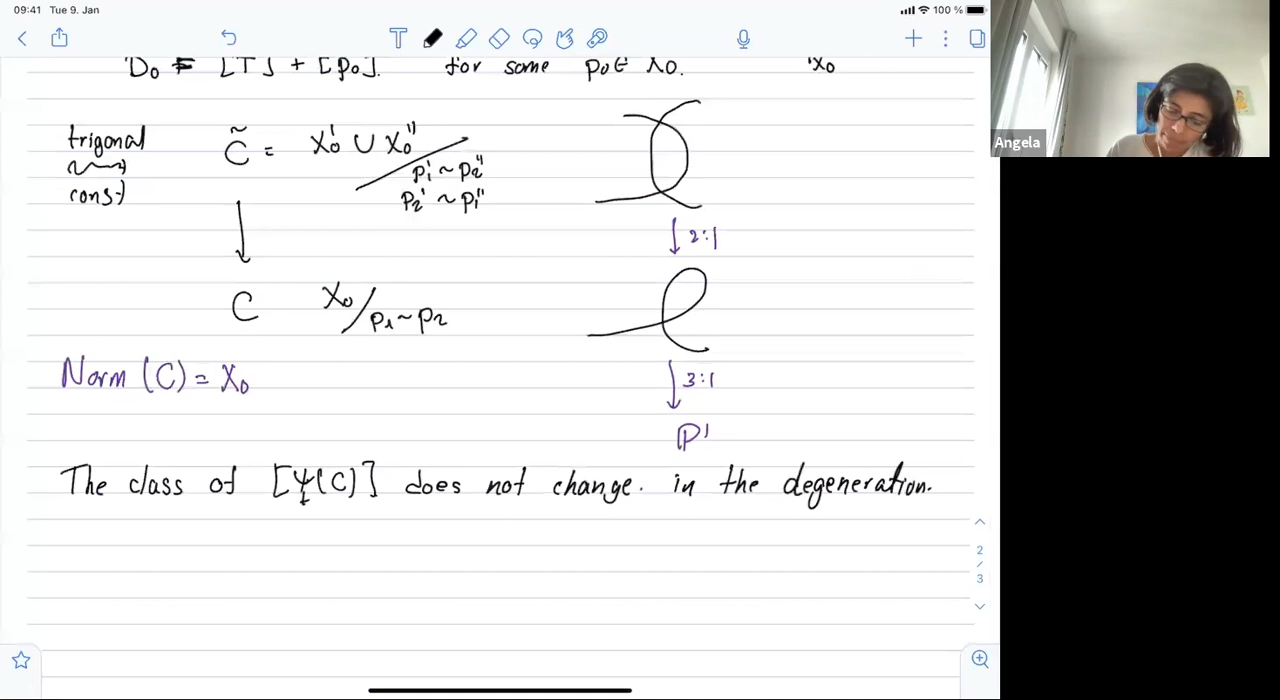 09:41 Tue 9. Jan
100 %
D₀ = [T] + [p₀]. for some p₀ ∈ X₀.
X₀
trigonal
const
C̃ = X₀' ∪ X₀'' / p₁' ~ p₂''
p₂' ~ p₁''
2:1
C X₀ / p₁ ~ p₂
Norm (C) = X₀
3:1
ℙ¹
The class of [Ψ(C)] does not change. in the degeneration.
2
/
3
Angela